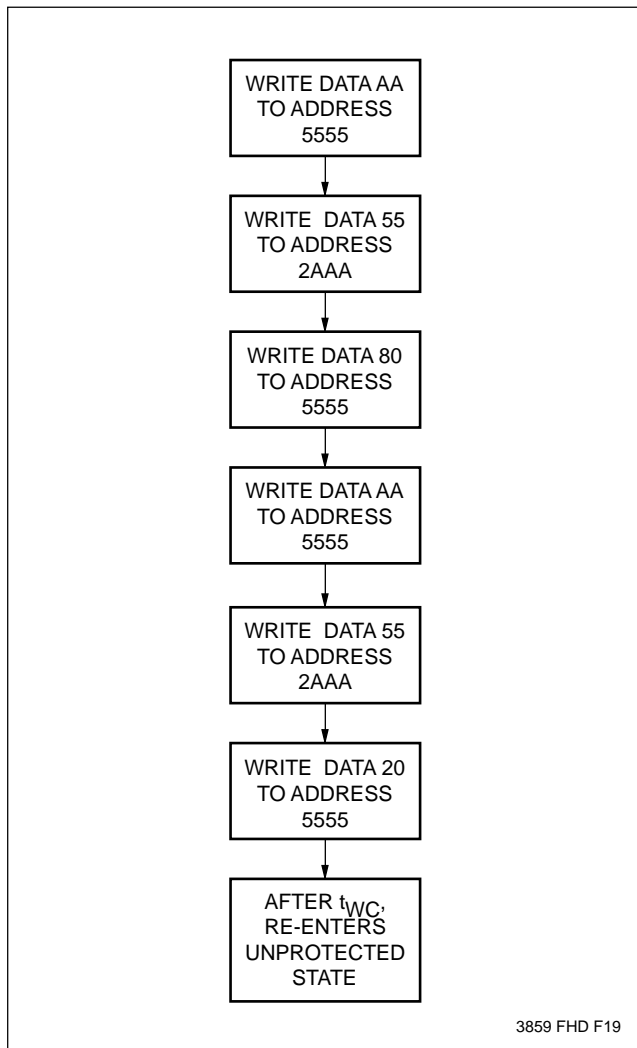 WRITE DATA AA
TO ADDRESS
5555
WRITE DATA 55
TO ADDRESS
2AAA
WRITE DATA 80
TO ADDRESS
5555
WRITE DATA AA
TO ADDRESS
5555
WRITE DATA 55
TO ADDRESS
2AAA
WRITE DATA 20
TO ADDRESS
5555
AFTER tWC,
RE-ENTERS
UNPROTECTED
STATE
3859 FHD F19